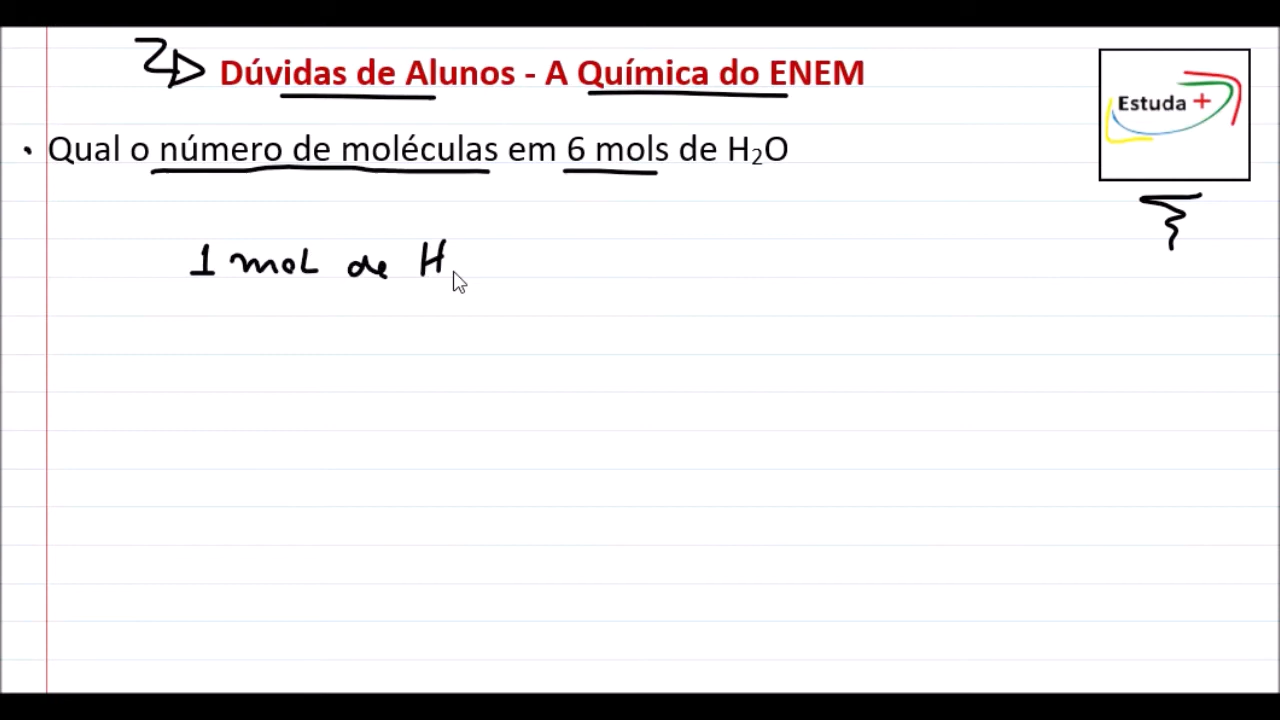 Dúvidas de Alunos - A Química do ENEM
Estuda +
Qual o número de moléculas em 6 mols de H₂O
1 mol de H